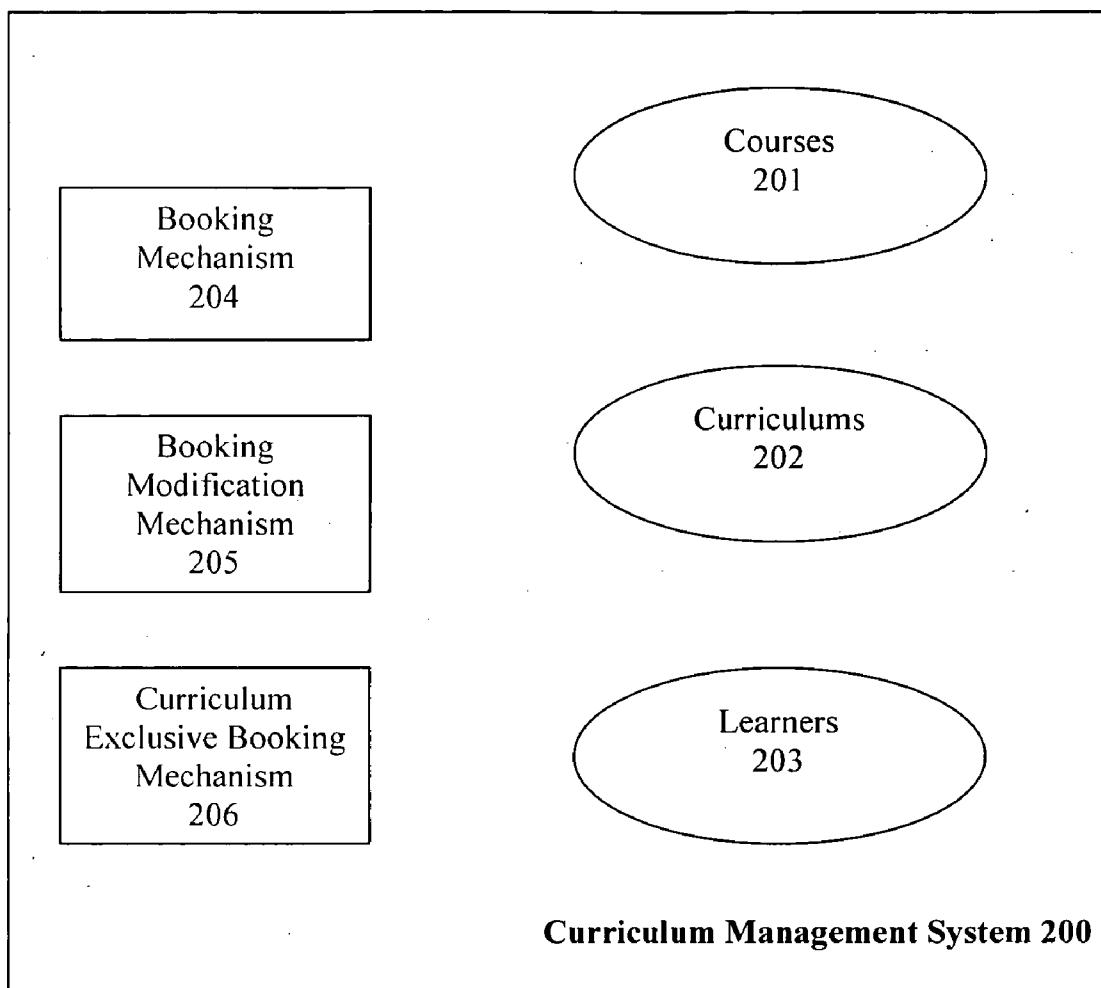 Courses
201
Booking
Mechanism
204
Curriculums
202
Booking
Modification
Mechanism
205
Curriculum
Exclusive Booking
Mechanism
206
Learners
203
Curriculum Management System 200